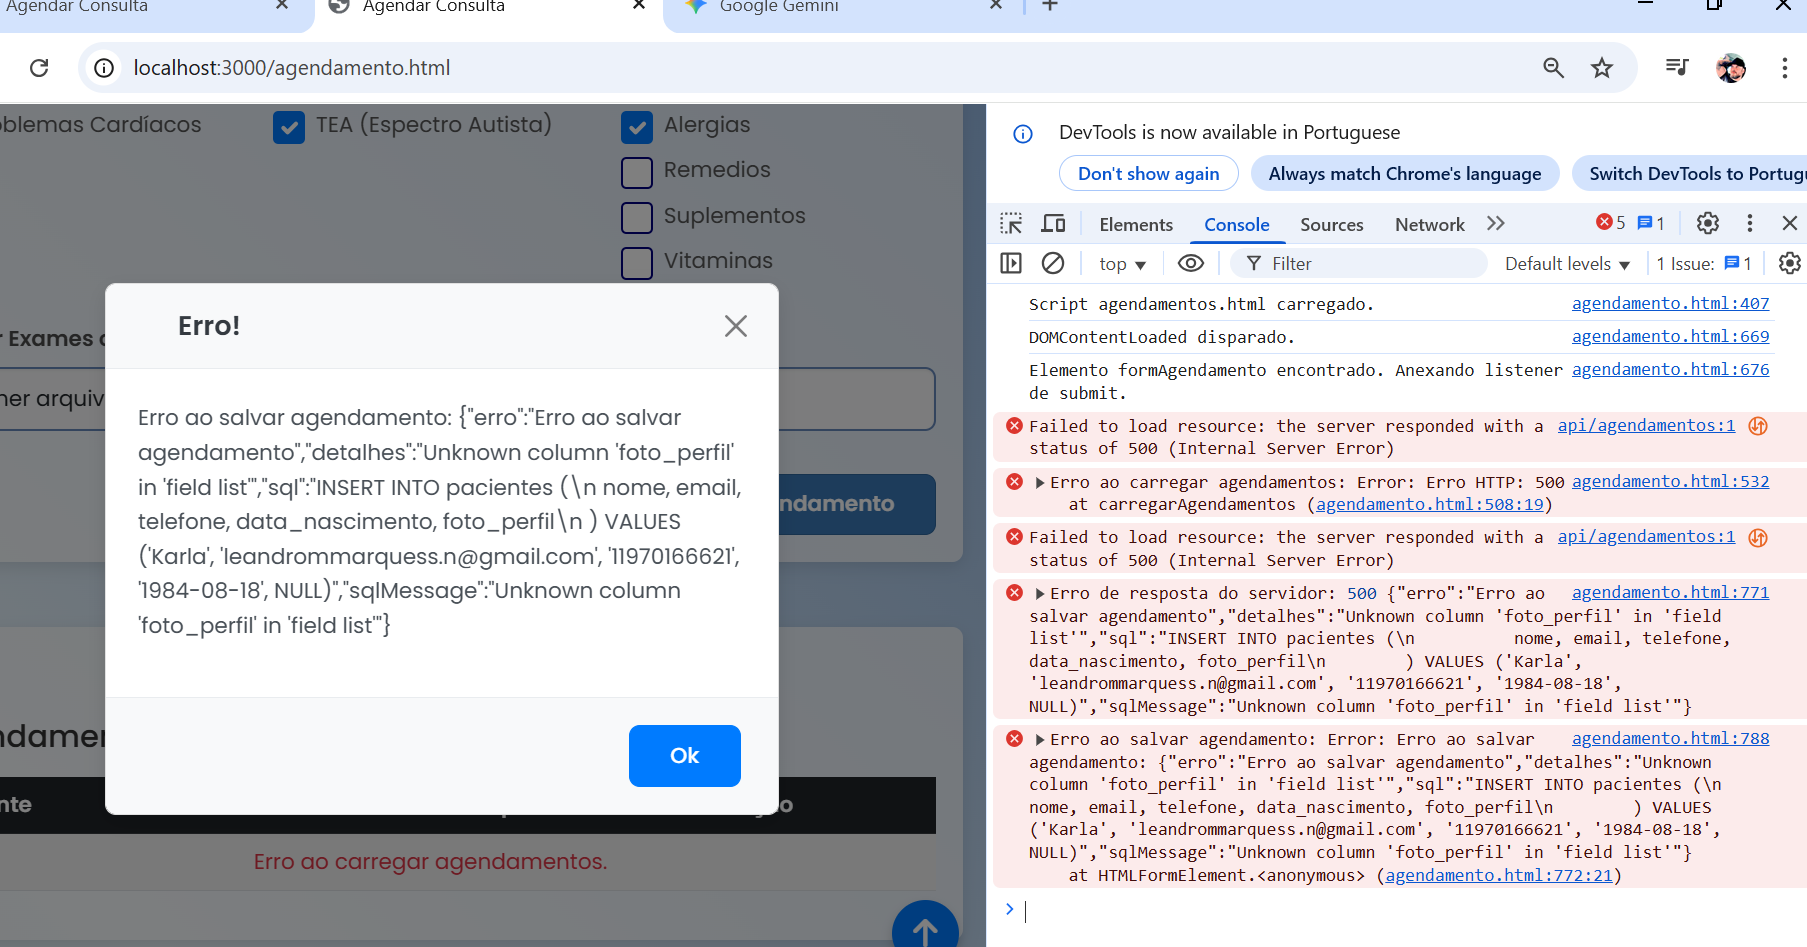 Agendar Consulta
Agendar Consulta
Google Gemini
localhost:3000/agendamento.html
oblemas Cardíacos
TEA (Espectro Autista)
Alergias
Remedios
Suplementos
Vitaminas
r Exames
her arquiv
ndamento
Erro!
Erro ao salvar agendamento: {"erro":"Erro ao salvar
agendamento","detalhes":"Unknown column 'foto_perfil'
in 'field list'","sql":"INSERT INTO pacientes (\n nome, email,
telefone, data_nascimento, foto_perfil\n ) VALUES
('Karla', 'leandrommarquess.n@gmail.com', '11970166621',
'1984-08-18', NULL)","sqlMessage":"Unknown column
'foto_perfil' in 'field list'"}
Ok
ndamer
nte
Erro ao carregar agendamentos.
DevTools is now available in Portuguese
Don't show again
Always match Chrome's language
Switch DevTools to Portug
Elements
Console
Sources
Network
5
1
top
Filter
Default levels
1 Issue:
1
Script agendamentos.html carregado.
agendamento.html:407
DOMContentLoaded disparado.
agendamento.html:669
Elemento formAgendamento encontrado. Anexando listener
agendamento.html:676
de submit.
Failed to load resource: the server responded with a
api/agendamentos:1
status of 500 (Internal Server Error)
Erro ao carregar agendamentos: Error: Erro HTTP: 500
agendamento.html:532
at carregarAgendamentos (agendamento.html:508:19)
Failed to load resource: the server responded with a
api/agendamentos:1
status of 500 (Internal Server Error)
Erro de resposta do servidor: 500 {"erro":"Erro ao
agendamento.html:771
salvar agendamento","detalhes":"Unknown column 'foto_perfil' in 'field
list'","sql":"INSERT INTO pacientes (\n nome, email, telefone,
data_nascimento, foto_perfil\n ) VALUES ('Karla',
'leandrommarquess.n@gmail.com', '11970166621', '1984-08-18',
NULL)","sqlMessage":"Unknown column 'foto_perfil' in 'field list'"}
Erro ao salvar agendamento: Error: Erro ao salvar
agendamento.html:788
agendamento: {"erro":"Erro ao salvar agendamento","detalhes":"Unknown
column 'foto_perfil' in 'field list'","sql":"INSERT INTO pacientes (\n
nome, email, telefone, data_nascimento, foto_perfil\n ) VALUES
('Karla', 'leandrommarquess.n@gmail.com', '11970166621', '1984-08-18',
NULL)","sqlMessage":"Unknown column 'foto_perfil' in 'field list'"}
at HTMLFormElement.<anonymous> (agendamento.html:772:21)